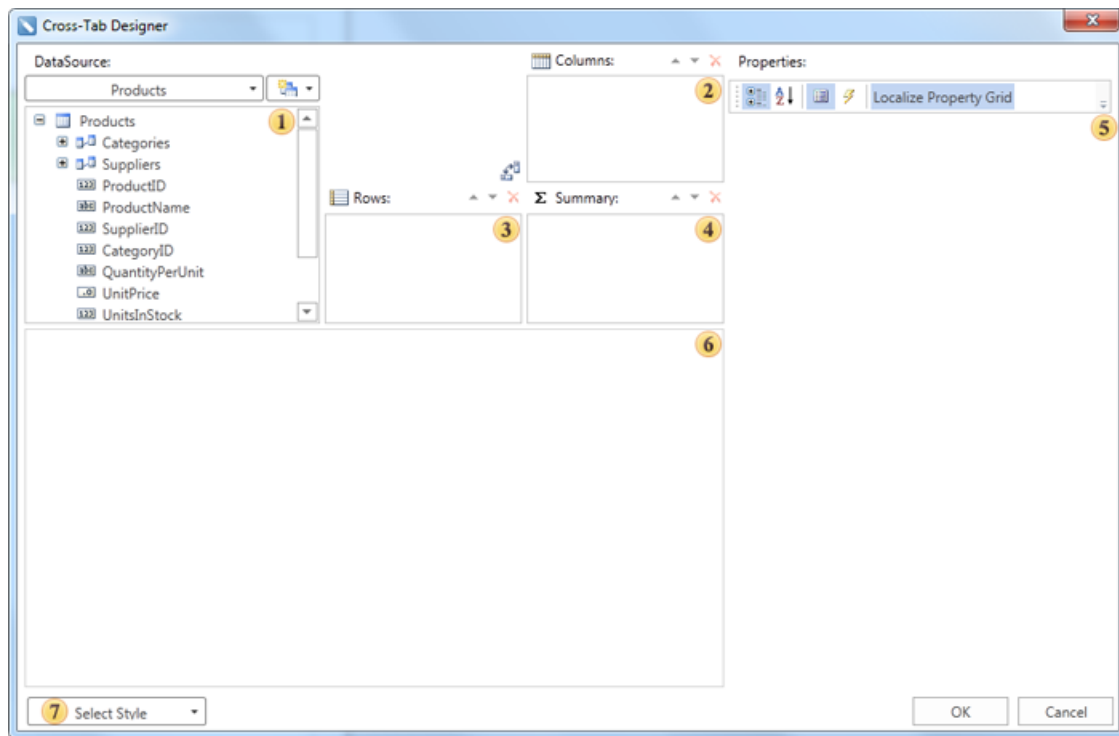 Cross-Tab Designer
DataSource:
Columns:
Properties:
Products
2
Localize Property Grid
Products
1
5
Categories
Suppliers
ProductID
Rows:
Σ Summary:
ProductName
SupplierID
3
4
CategoryID
QuantityPerUnit
UnitPrice
UnitsInStock
6
7 Select Style
OK
Cancel